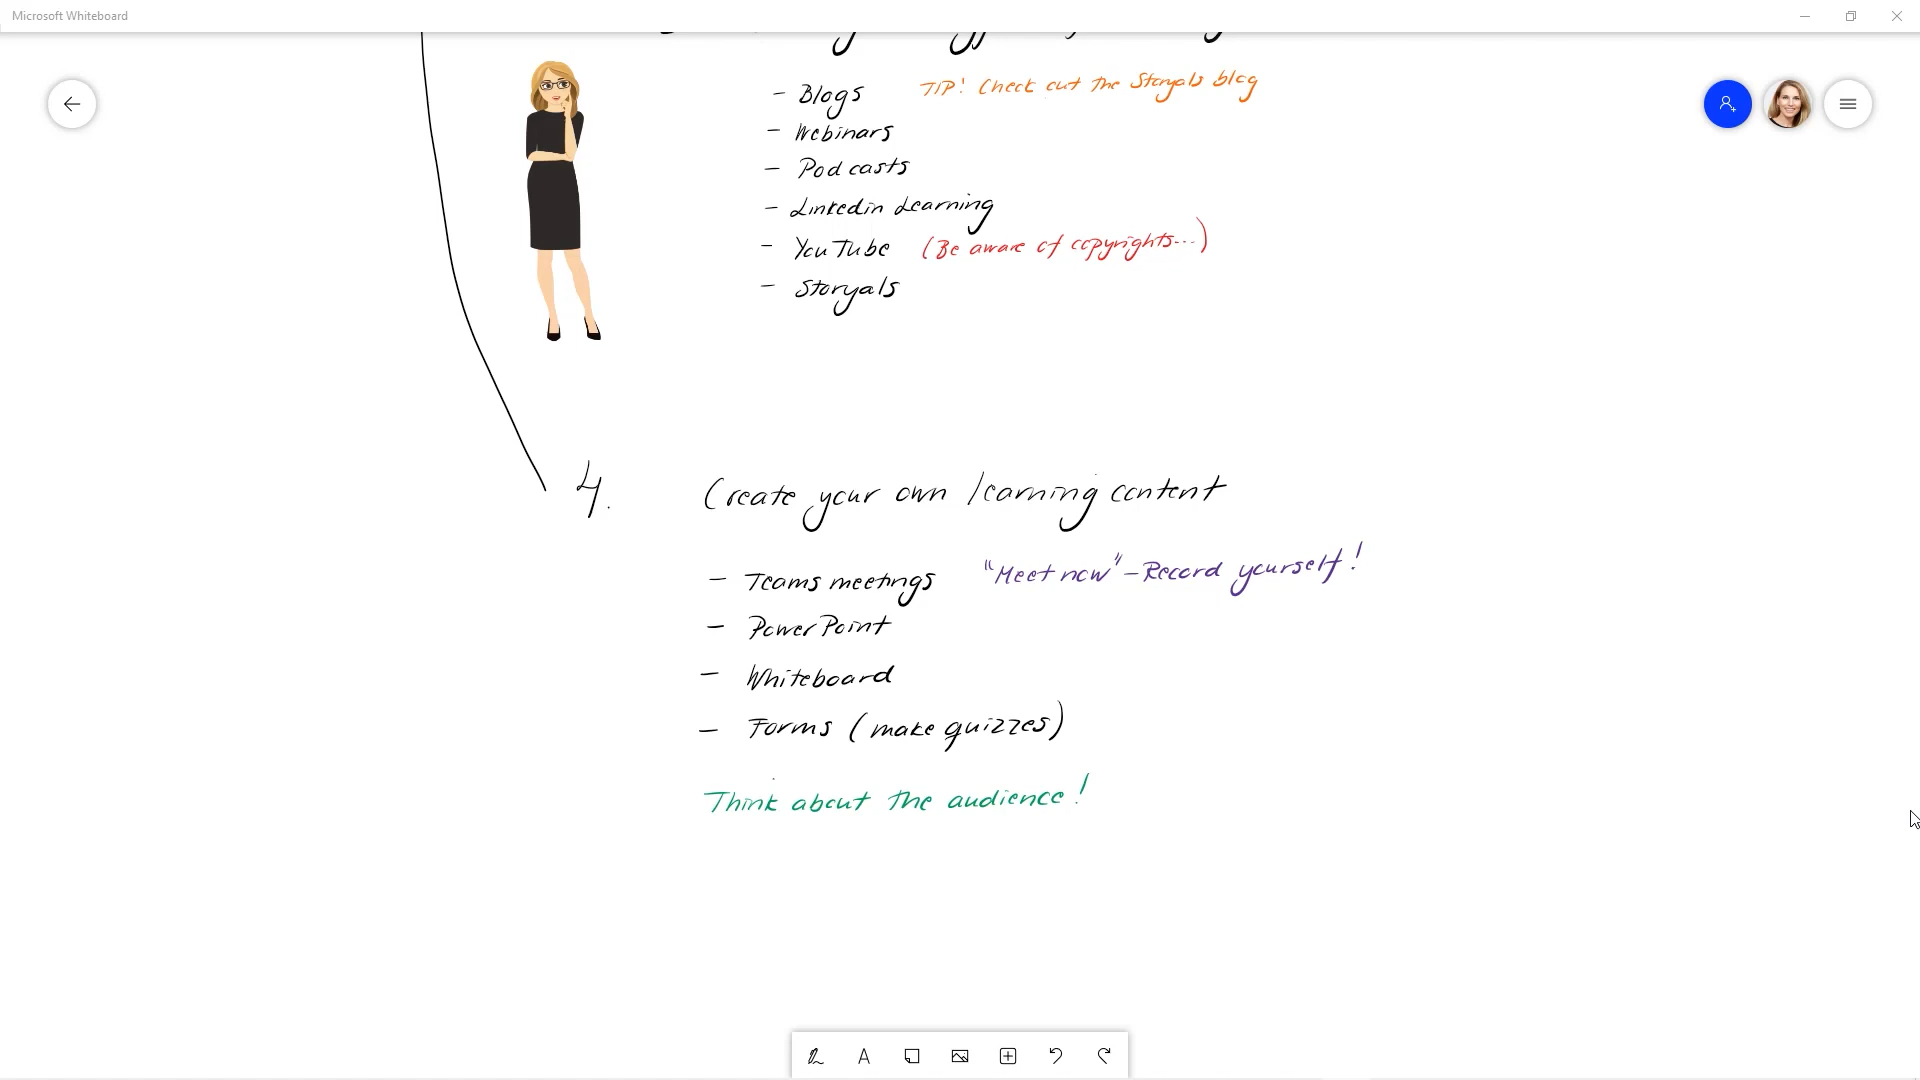 Microsoft Whiteboard
- Blogs TIP! Check out the Storyals blog
- Webinars
- Podcasts
- Linkedin Learning
- YouTube (Be aware of copyrights...)
- Storyals
4. Create your own learning content
- Teams meetings "Meet now" - Record yourself!
- PowerPoint
- Whiteboard
- Forms (make quizzes)
Think about the audience!